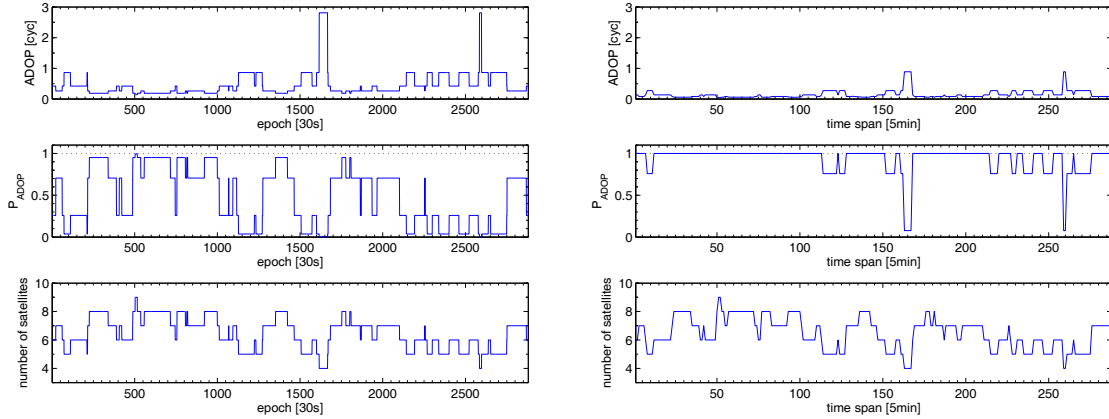 3
2
1
0
ADOP [cyc]
500 1000 1500 2000 2500
epoch [30s]
3
2
1
0
ADOP [cyc]
50 100 150 200 250
time span [5min]
1
0.5
0
P_ADOP
500 1000 1500 2000 2500
epoch [30s]
1
0.5
0
P_ADOP
50 100 150 200 250
time span [5min]
10
8
6
4
number of satellites
500 1000 1500 2000 2500
epoch [30s]
10
8
6
4
number of satellites
50 100 150 200 250
time span [5min]